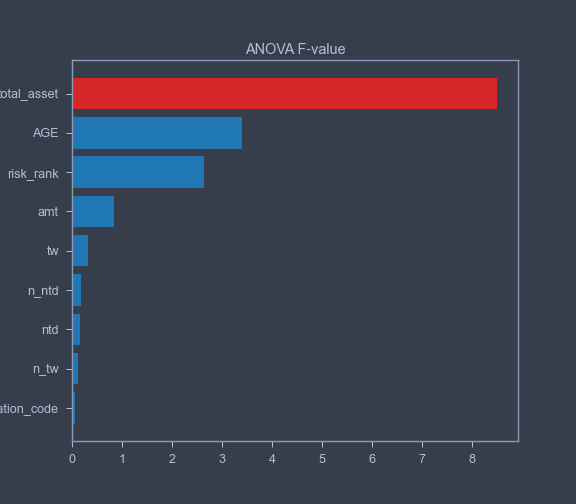 ANOVA F-value
total_asset
AGE
risk_rank
amt
tw
n_ntd
ntd
n_tw
ation_code
0 1 2 3 4 5 6 7 8